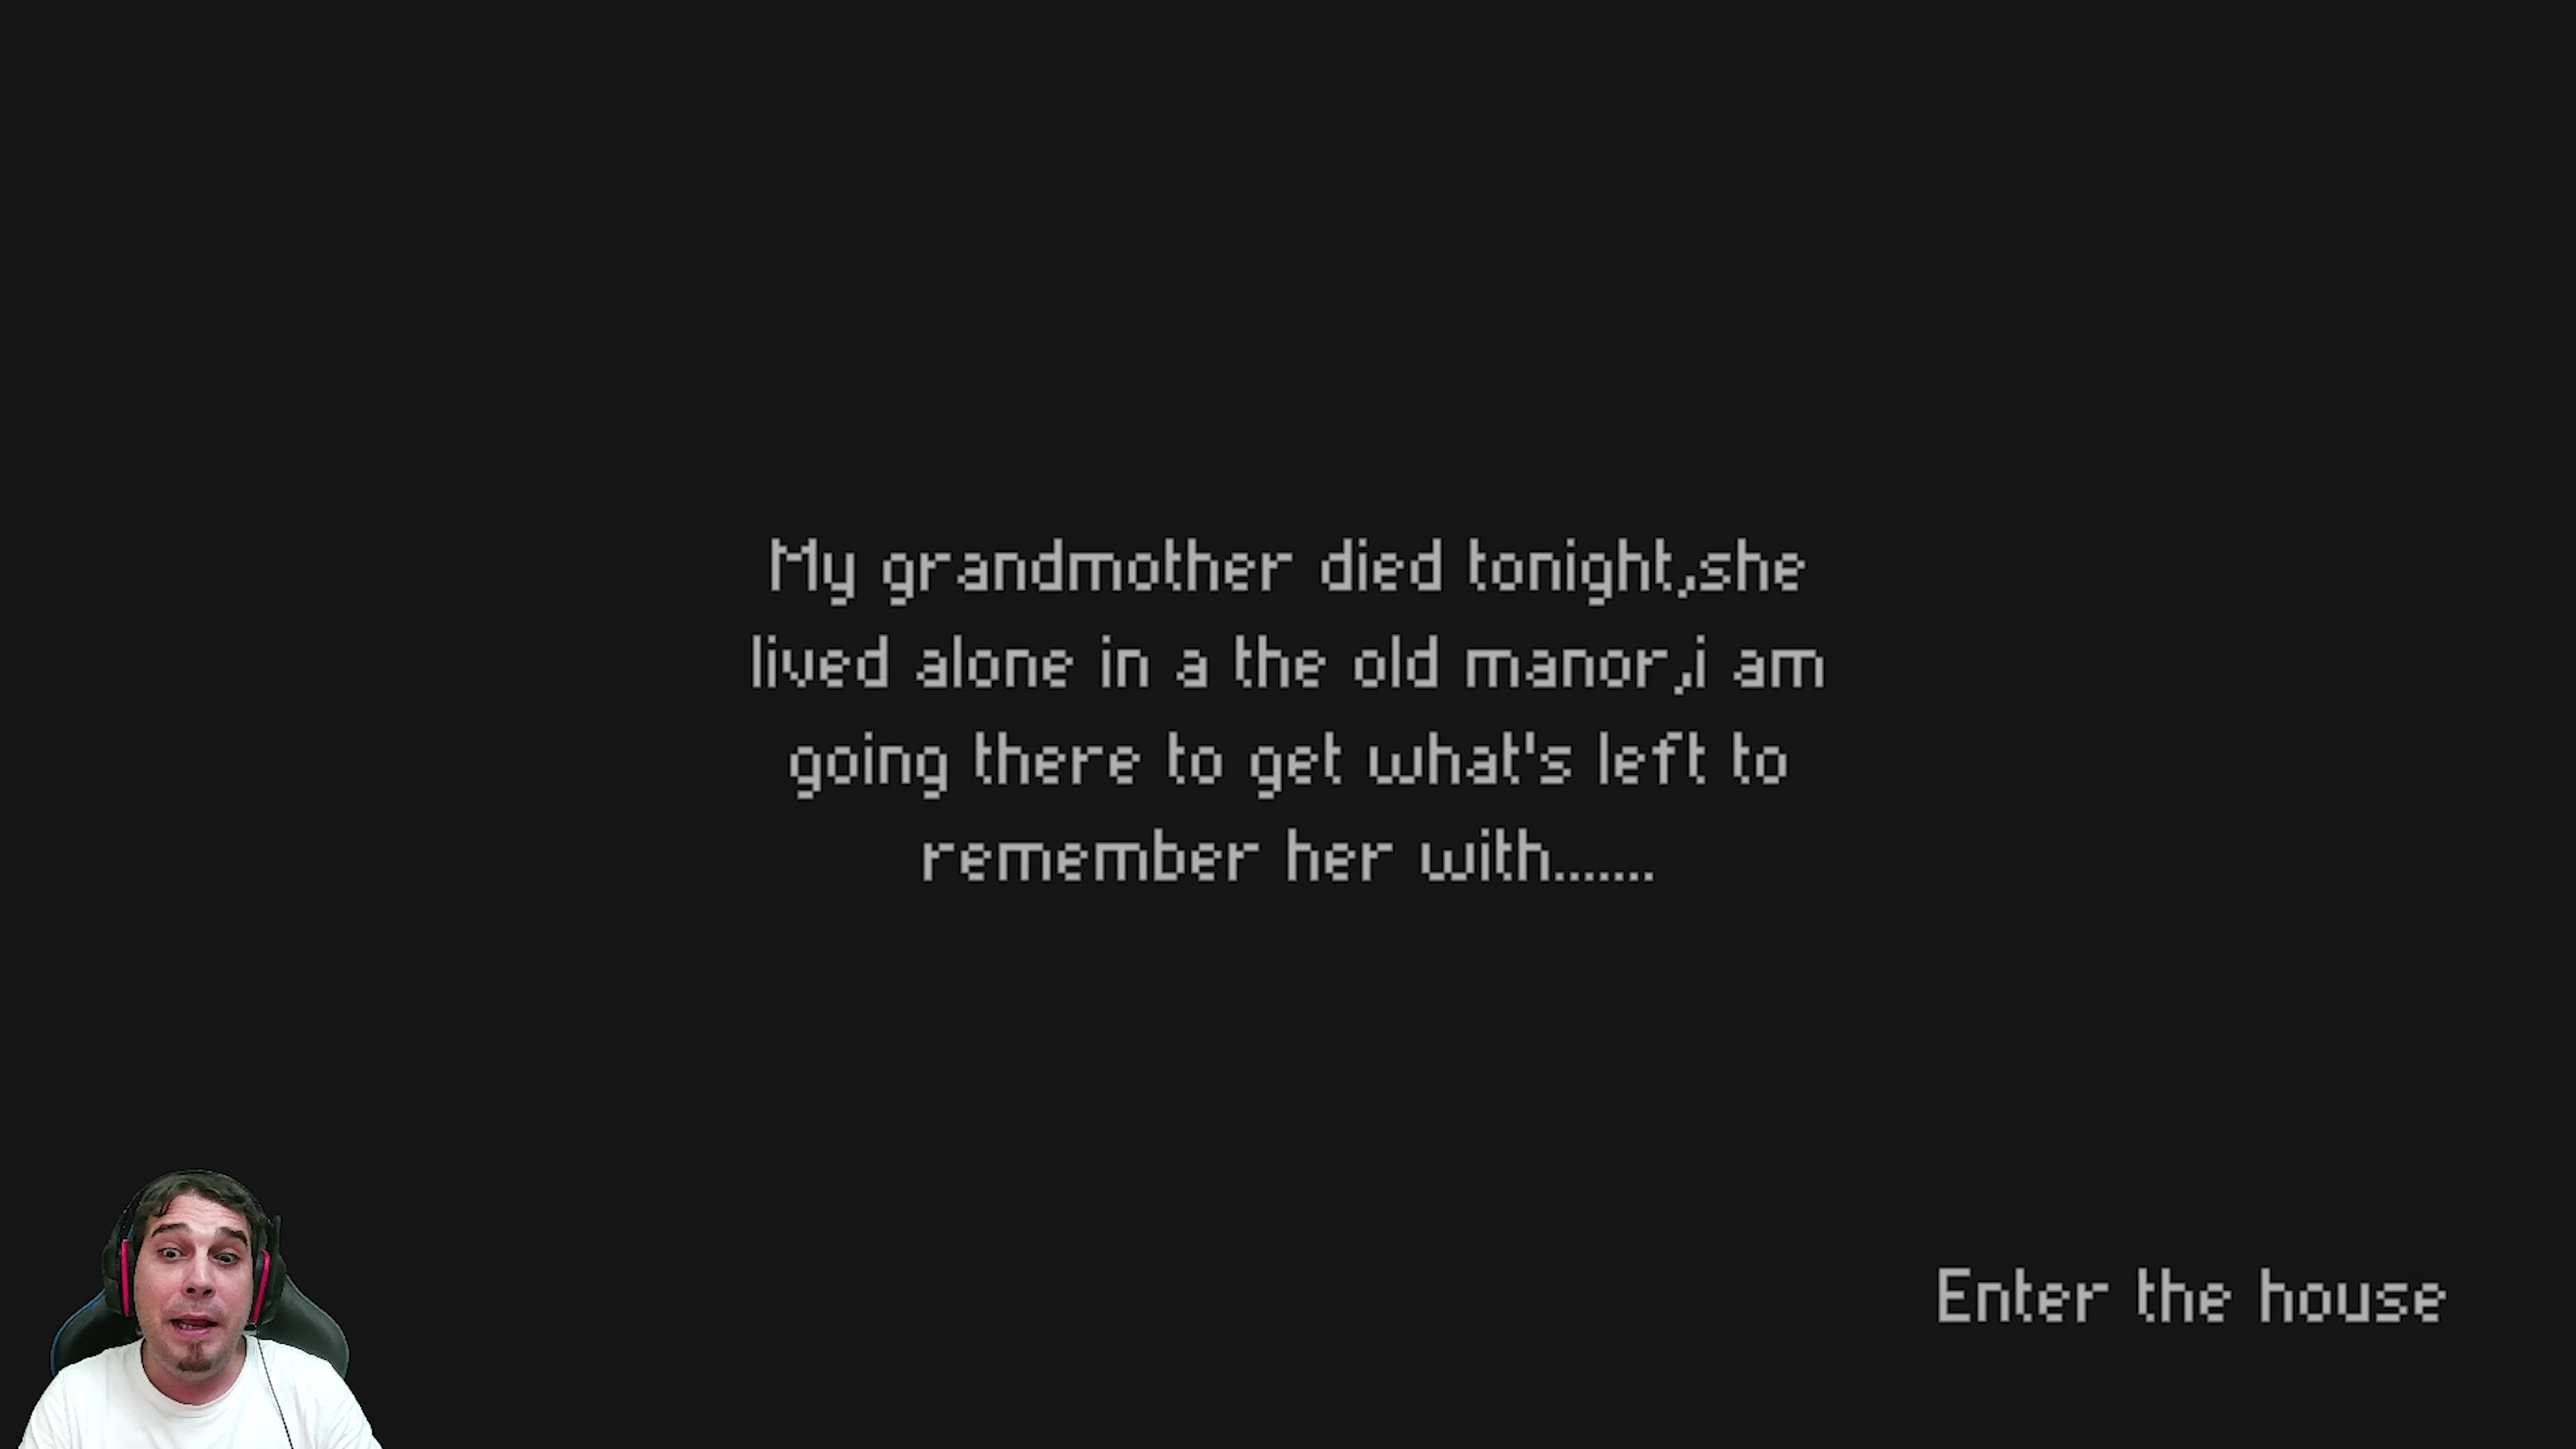 My grandmother died tonight,she
lived alone in a the old manor,i am
going there to get what's left to
remember her with.......
Enter the house